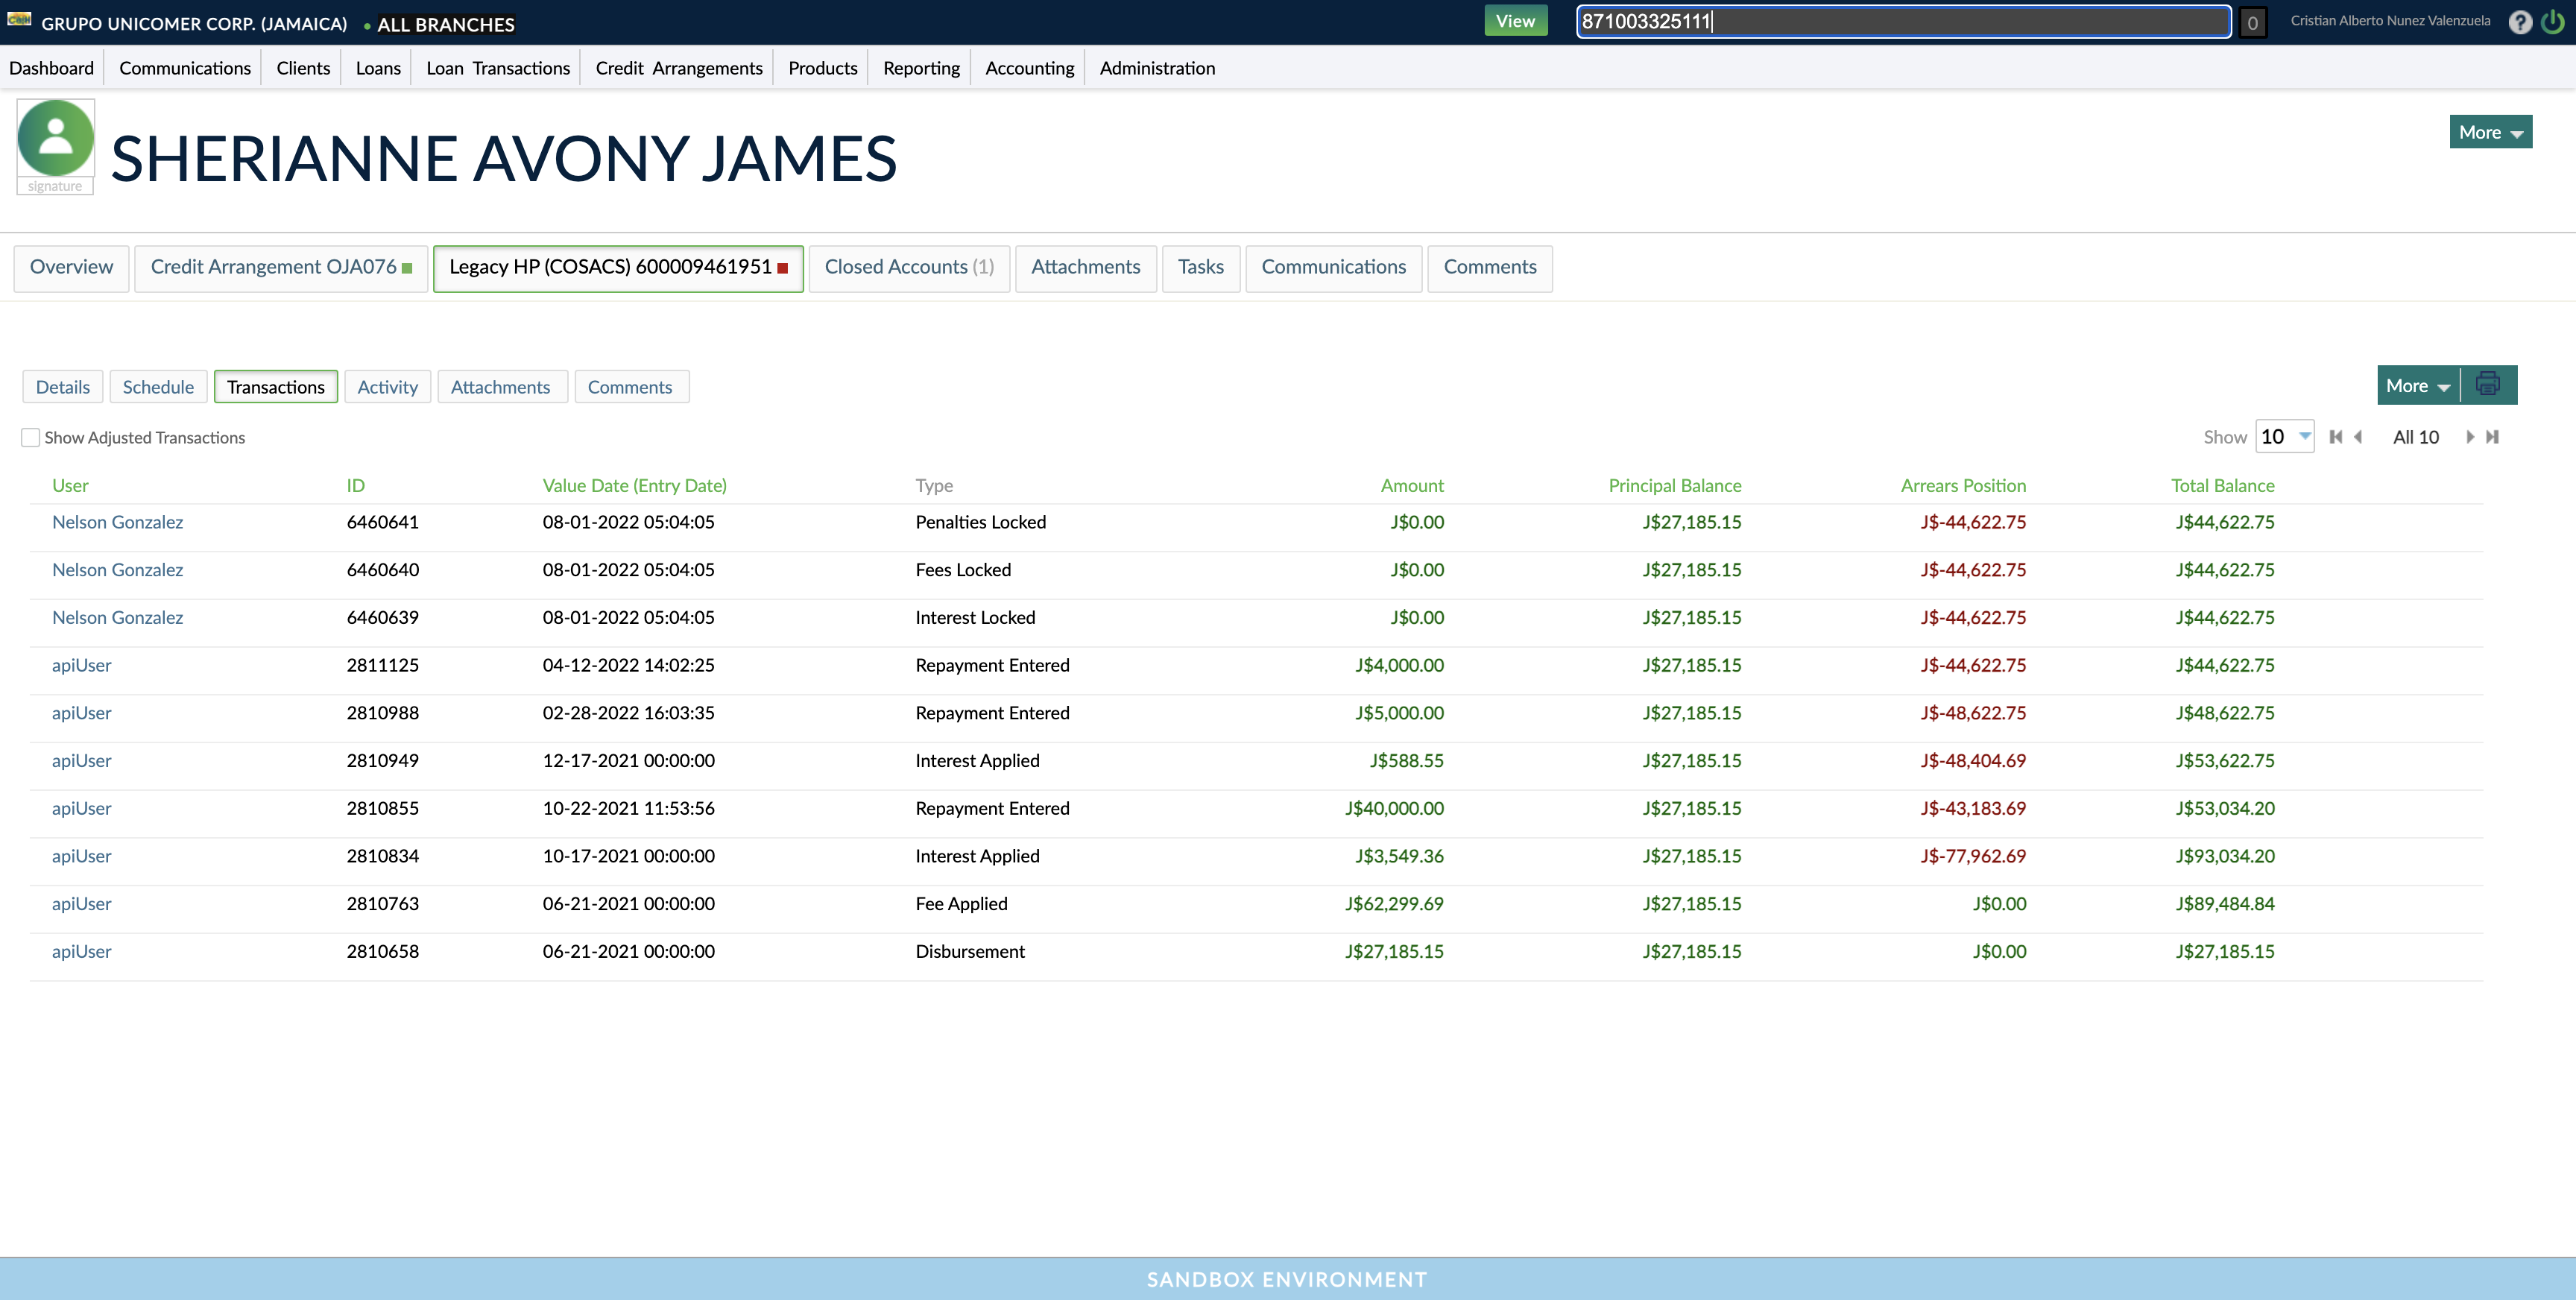 GRUPO UNICOMER CORP. (JAMAICA) • ALL BRANCHES View 871003325111 0 Cristian Alberto Nunez Valenzuela ?
Dashboard Communications Clients Loans Loan Transactions Credit Arrangements Products Reporting Accounting Administration
SHERIANNE AVONY JAMES
signature
More
Overview Credit Arrangement OJA076 Legacy HP (COSACS) 600009461951 Closed Accounts (1) Attachments Tasks Communications Comments
Details Schedule Transactions Activity Attachments Comments More
Show Adjusted Transactions Show 10 All 10
User ID Value Date (Entry Date) Type Amount Principal Balance Arrears Position Total Balance
Nelson Gonzalez 6460641 08-01-2022 05:04:05 Penalties Locked J$0.00 J$27,185.15 J$-44,622.75 J$44,622.75
Nelson Gonzalez 6460640 08-01-2022 05:04:05 Fees Locked J$0.00 J$27,185.15 J$-44,622.75 J$44,622.75
Nelson Gonzalez 6460639 08-01-2022 05:04:05 Interest Locked J$0.00 J$27,185.15 J$-44,622.75 J$44,622.75
apiUser 2811125 04-12-2022 14:02:25 Repayment Entered J$4,000.00 J$27,185.15 J$-44,622.75 J$44,622.75
apiUser 2810988 02-28-2022 16:03:35 Repayment Entered J$5,000.00 J$27,185.15 J$-48,622.75 J$48,622.75
apiUser 2810949 12-17-2021 00:00:00 Interest Applied J$588.55 J$27,185.15 J$-48,404.69 J$53,622.75
apiUser 2810855 10-22-2021 11:53:56 Repayment Entered J$40,000.00 J$27,185.15 J$-43,183.69 J$53,034.20
apiUser 2810834 10-17-2021 00:00:00 Interest Applied J$3,549.36 J$27,185.15 J$-77,962.69 J$93,034.20
apiUser 2810763 06-21-2021 00:00:00 Fee Applied J$62,299.69 J$27,185.15 J$0.00 J$89,484.84
apiUser 2810658 06-21-2021 00:00:00 Disbursement J$27,185.15 J$27,185.15 J$0.00 J$27,185.15
SANDBOX ENVIRONMENT